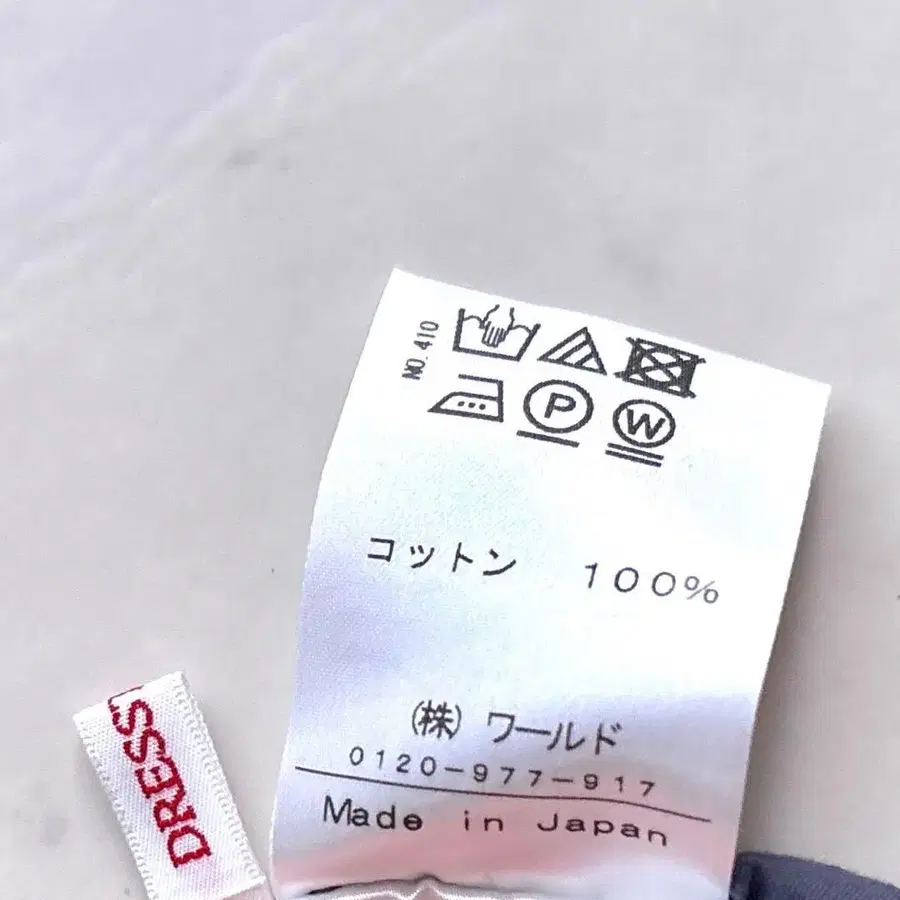 NO.410
P
W
コットン 100%
(株) ワールド
0120-977-917
Made in Japan
DRESS